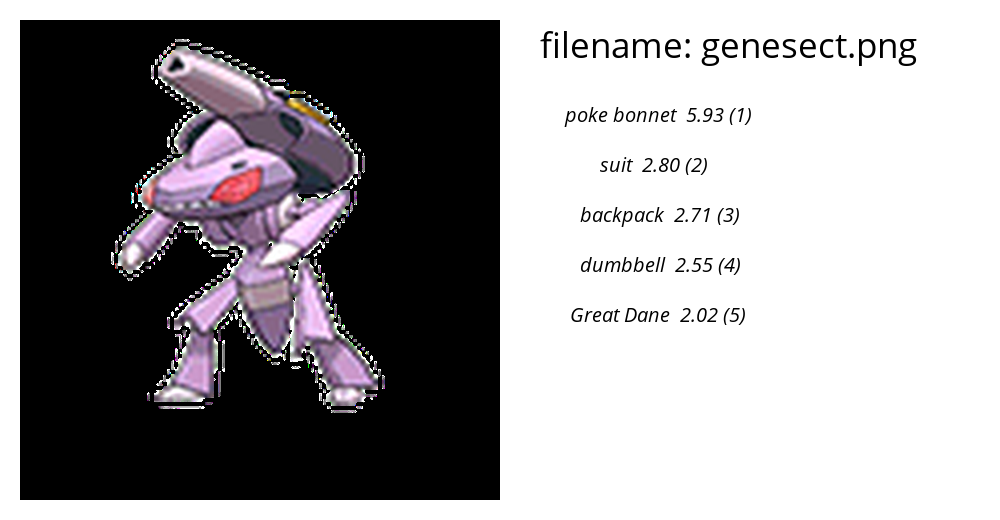 filename: genesect.png
poke bonnet 5.93 (1)
suit 2.80 (2)
backpack 2.71 (3)
dumbbell 2.55 (4)
Great Dane 2.02 (5)